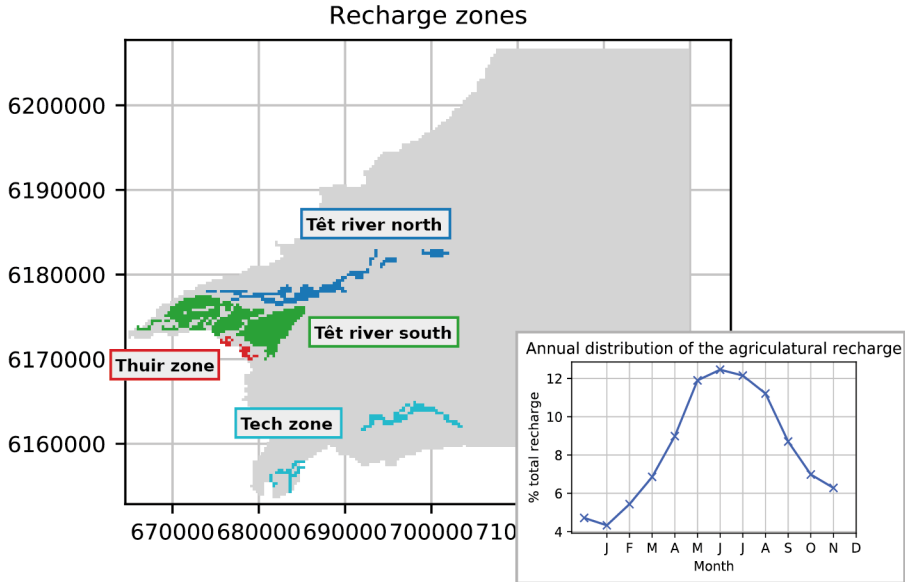 Recharge zones
6200000
6190000
6180000
6170000
6160000
Têt river north
Têt river south
Thuir zone
Tech zone
670000 680000 690000 700000 710
Annual distribution of the agriculatural recharge
% total recharge
12
10
8
6
4
J F M A M J J A S O N D
Month